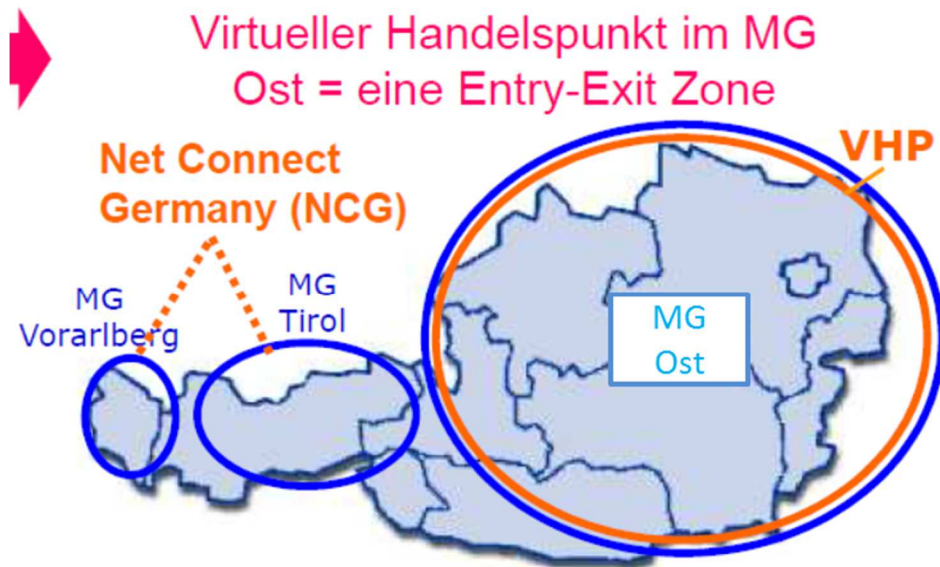 Virtueller Handelspunkt im MG
Ost = eine Entry-Exit Zone
Net Connect
Germany (NCG)
VHP
MG
Vorarlberg
MG
Tirol
MG
Ost